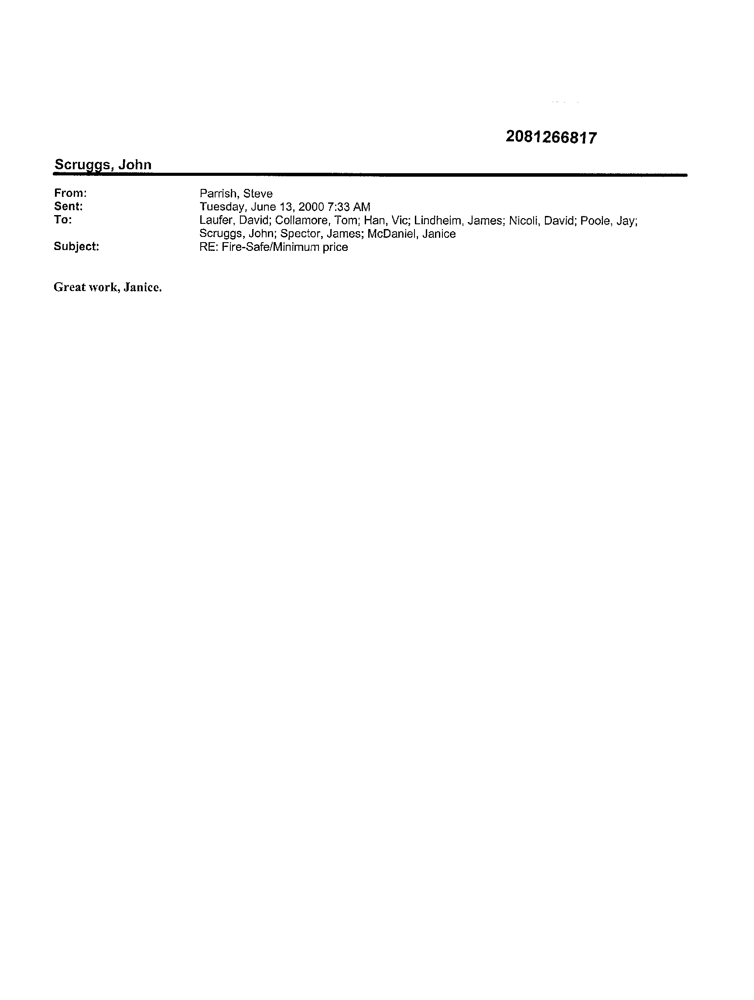 2081266817
Scruggs, John
From: Parrish, Steve
Sent: Tuesday, June 13, 2000 7:33 AM
To: Laufer, David; Collamore, Tom; Han, Vic; Lindheim, James; Nicoli, David; Poole, Jay;
Scruggs, John; Spector, James; McDaniel, Janice
Subject: RE: Fire-Safe/Minimum price
Great work, Janice.